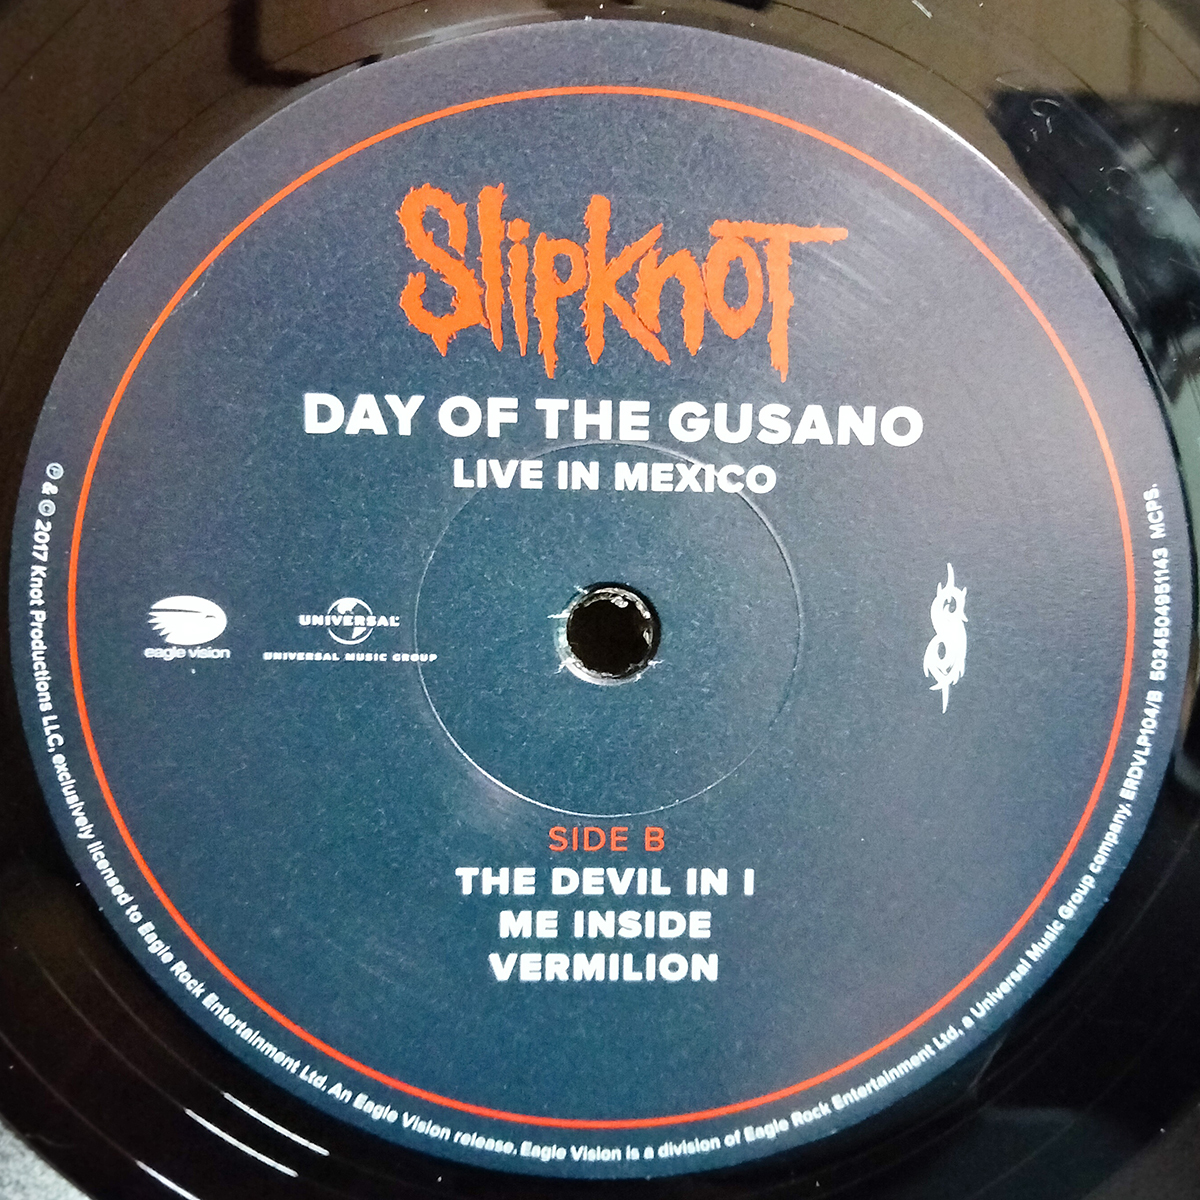 Slipknot
DAY OF THE GUSANO
LIVE IN MEXICO
eagle vision
UNIVERSAL
UNIVERSAL MUSIC GROUP
SIDE B
THE DEVIL IN I
ME INSIDE
VERMILION
℗ & © 2017 Knot Productions LLC, exclusively licensed to Eagle Rock Entertainment Ltd. An Eagle Vision release. Eagle Vision is a division of Eagle Rock Entertainment Ltd, a Universal Music Group company. ERDVLP104/B 5034504951143 MCPS.